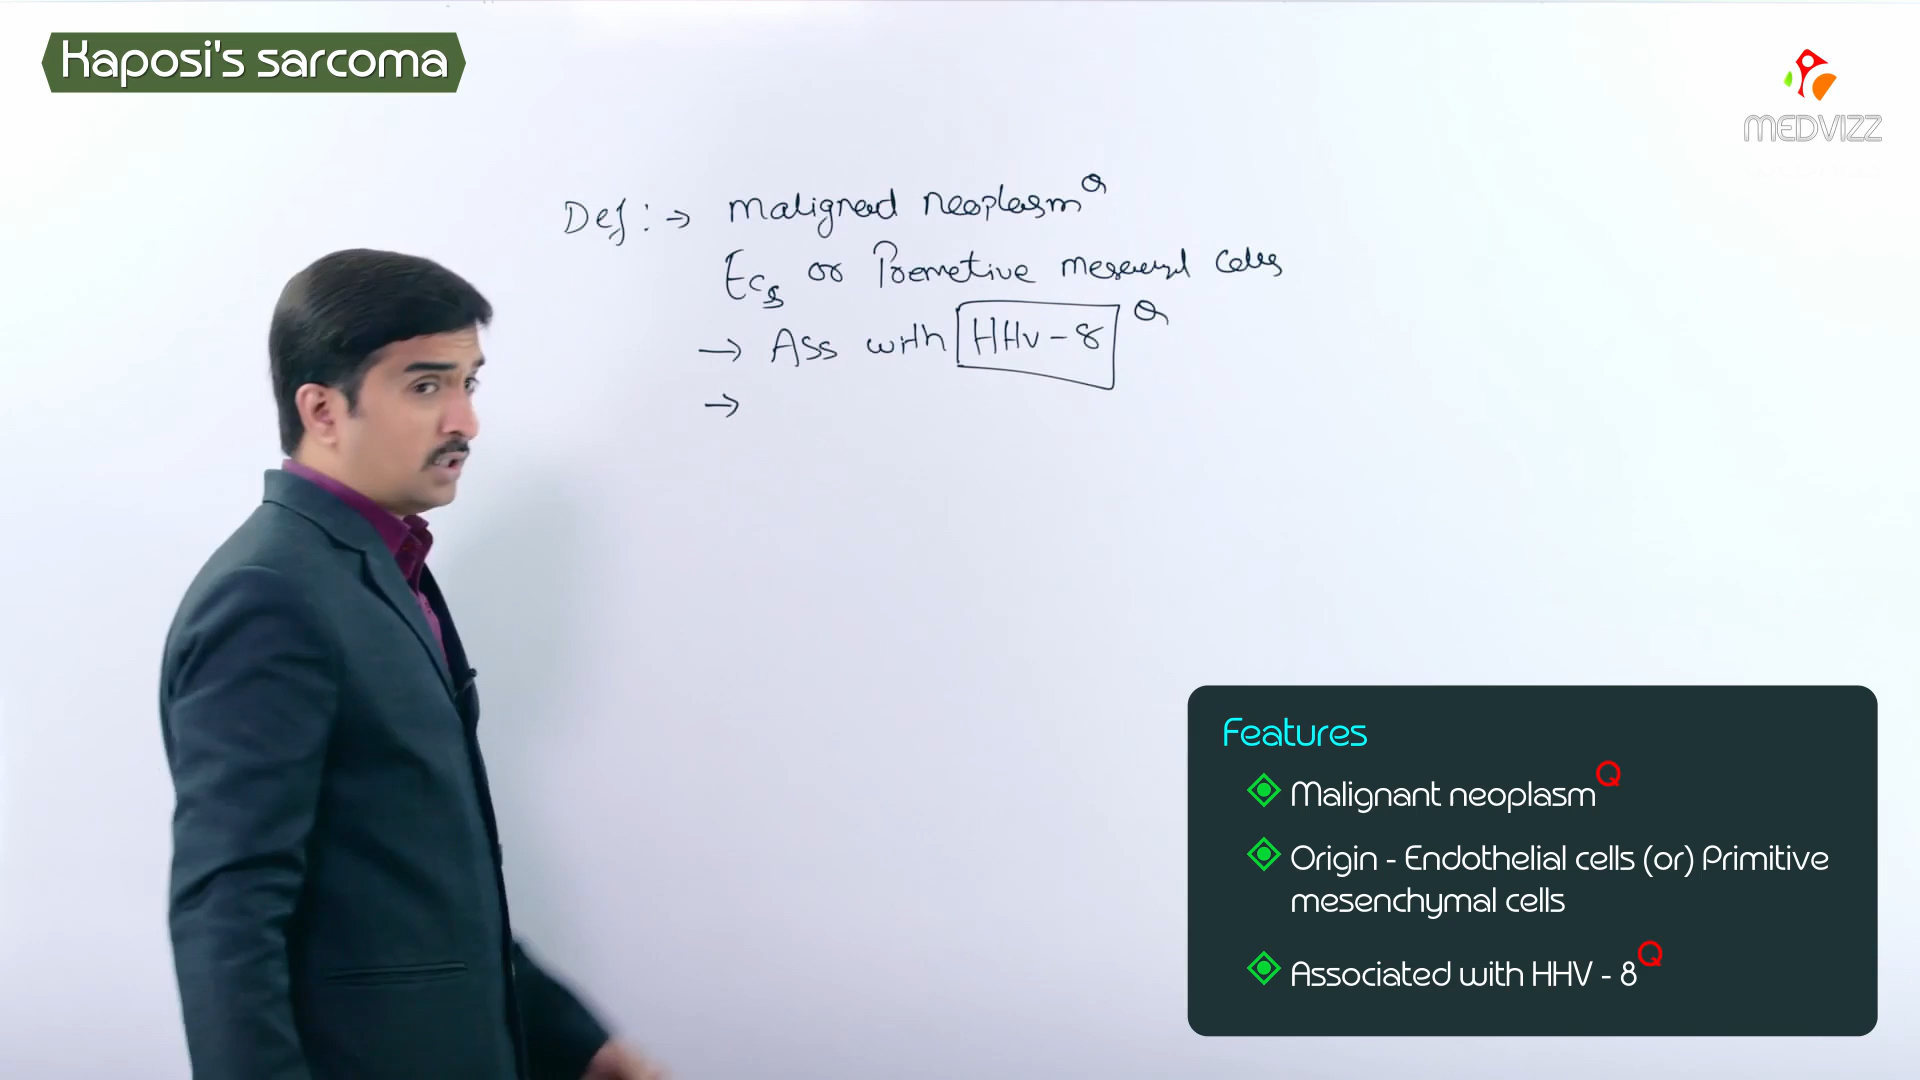 Kaposi's sarcoma
MEDVIZZ
Def :→ malignant neoplasm Q
ECs or Primitive mesenyl cells
→ Ass with HHV-8 Q
→
Features
Malignant neoplasm Q
Origin - Endothelial cells (or) Primitive
mesenchymal cells
Associated with HHV - 8 Q